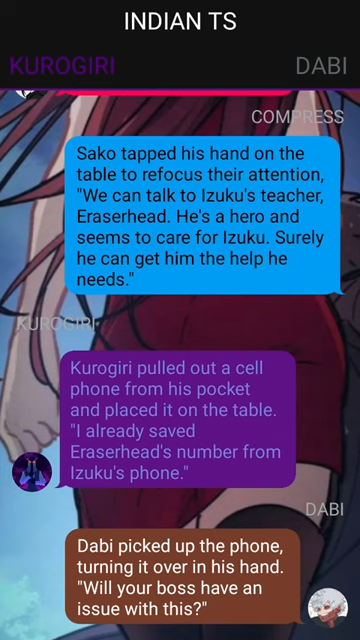 INDIAN TS
KUROGIRI DABI
COMPRESS
Sako tapped his hand on the
table to refocus their attention,
"We can talk to Izuku's teacher,
Eraserhead. He's a hero and
seems to care for Izuku. Surely
he can get him the help he
needs."
KUROGIRI
Kurogiri pulled out a cell
phone from his pocket
and placed it on the table.
"I already saved
Eraserhead's number from
Izuku's phone."
DABI
Dabi picked up the phone,
turning it over in his hand.
"Will your boss have an
issue with this?"